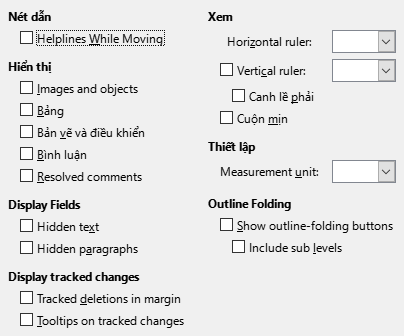 Nét dẫn
Helplines While Moving
Hiển thị
Images and objects
Bảng
Bản vẽ và điều khiển
Bình luận
Resolved comments
Display Fields
Hidden text
Hidden paragraphs
Display tracked changes
Tracked deletions in margin
Tooltips on tracked changes
Xem
Horizontal ruler:
Vertical ruler:
Canh lề phải
Cuộn mịn
Thiết lập
Measurement unit:
Outline Folding
Show outline-folding buttons
Include sub levels